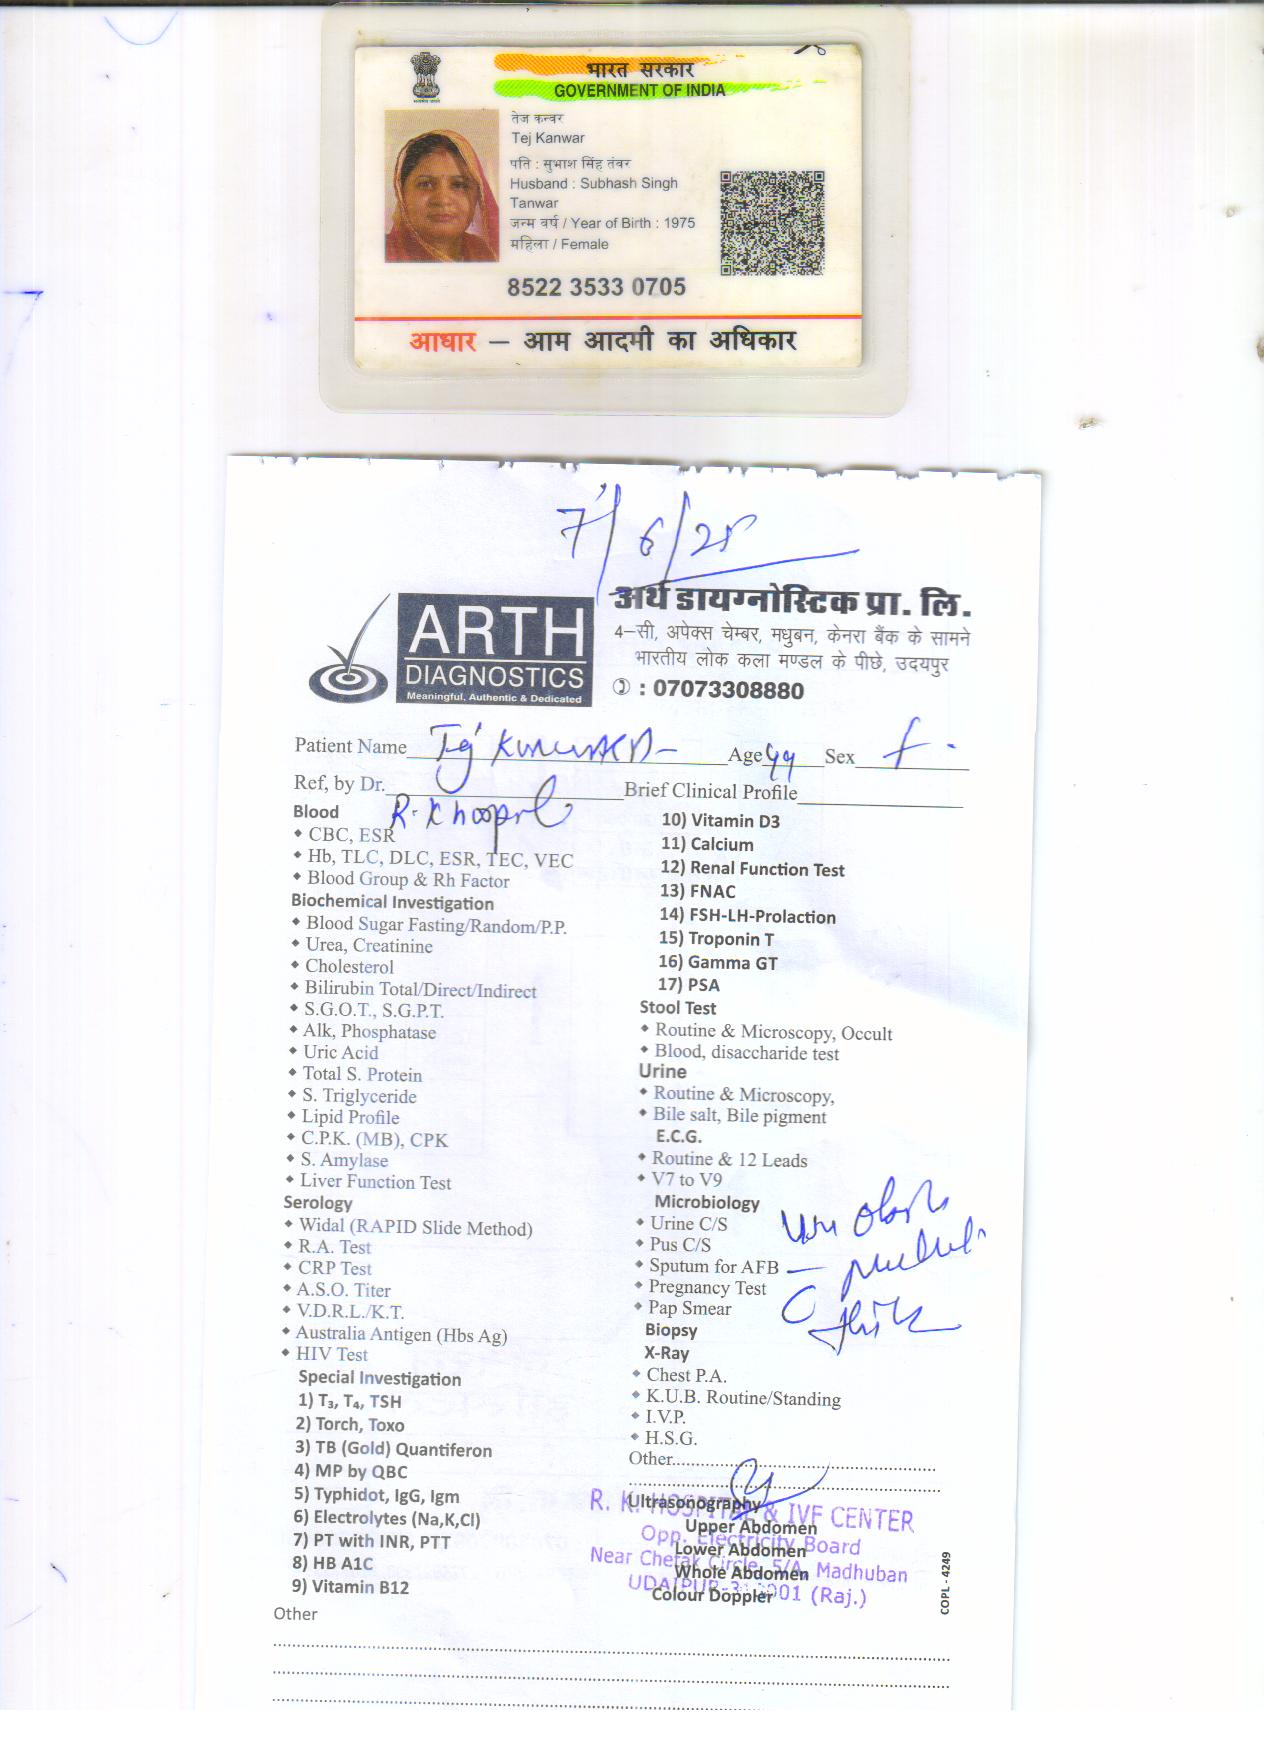 भारत सरकार
GOVERNMENT OF INDIA
तेज कन्वर
Tej Kanwar
पति : सुभाश सिंह तंवर
Husband : Subhash Singh
Tanwar
जन्म वर्ष / Year of Birth : 1975
महिला / Female
8522 3533 0705
आधार – आम आदमी का अधिकार
7/6/25
ARTH
DIAGNOSTICS
Meaningful, Authentic & Dedicated
अर्थ डायग्नोस्टिक प्रा. लि.
4–सी, अपेक्स चेम्बर, मधुबन, केनरा बैंक के सामने
भारतीय लोक कला मण्डल के पीछे, उदयपुर
: 07073308880
Patient Name Tej Age 49 Sex f
Ref, by Dr. Brief Clinical Profile
Blood
• CBC, ESR
• Hb, TLC, DLC, ESR, TEC, VEC
• Blood Group & Rh Factor
Biochemical Investigation
• Blood Sugar Fasting/Random/P.P.
• Urea, Creatinine
• Cholesterol
• Bilirubin Total/Direct/Indirect
• S.G.O.T., S.G.P.T.
• Alk, Phosphatase
• Uric Acid
• Total S. Protein
• S. Triglyceride
• Lipid Profile
• C.P.K. (MB), CPK
• S. Amylase
• Liver Function Test
Serology
• Widal (RAPID Slide Method)
• R.A. Test
• CRP Test
• A.S.O. Titer
• V.D.R.L./K.T.
• Australia Antigen (Hbs Ag)
• HIV Test
Special Investigation
1) T₃, T₄, TSH
2) Torch, Toxo
3) TB (Gold) Quantiferon
4) MP by QBC
5) Typhidot, IgG, Igm
6) Electrolytes (Na,K,Cl)
7) PT with INR, PTT
8) HB A1C
9) Vitamin B12
10) Vitamin D3
11) Calcium
12) Renal Function Test
13) FNAC
14) FSH-LH-Prolaction
15) Troponin T
16) Gamma GT
17) PSA
Stool Test
• Routine & Microscopy, Occult
• Blood, disaccharide test
Urine
• Routine & Microscopy,
• Bile salt, Bile pigment
E.C.G.
• Routine & 12 Leads
• V7 to V9
Microbiology
• Urine C/S
• Pus C/S
• Sputum for AFB
• Pregnancy Test
• Pap Smear
Biopsy
X-Ray
• Chest P.A.
• K.U.B. Routine/Standing
• I.V.P.
• H.S.G.
Other
Ultrasonography
Upper Abdomen
Lower Abdomen
Whole Abdomen
Colour Doppler
R. K. HOSPITAL & IVF CENTER
Opp. Electricity Board
Near Chetak Circle, 5/A, Madhuban
UDAIPUR-313001 (Raj.)
COPL - 4249
Other